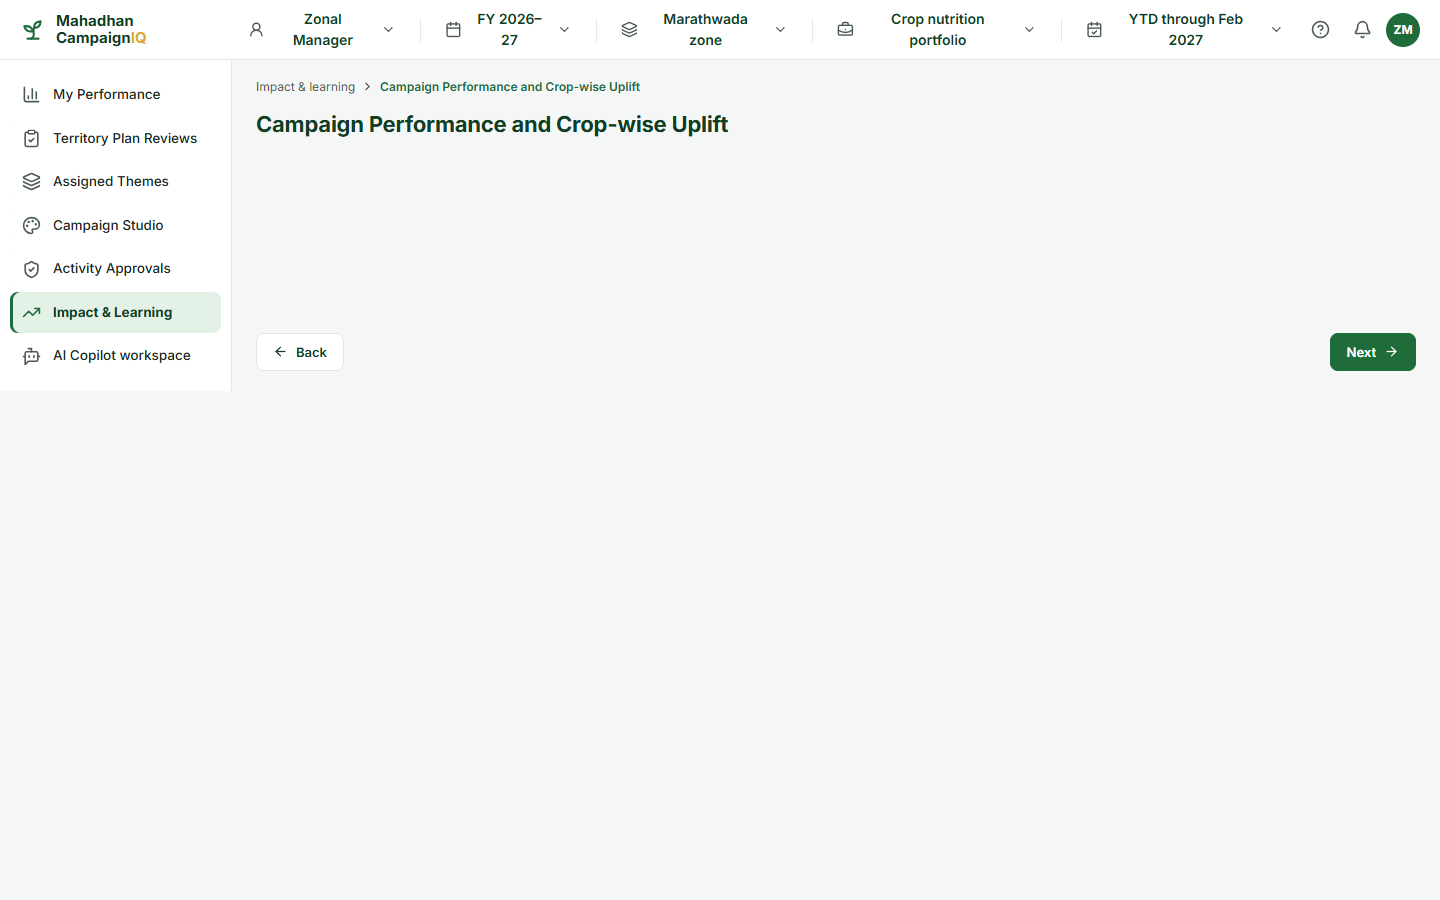 Mahadhan
CampaignIQ
Zonal
Manager
FY 2026–
27
Marathwada
zone
Crop nutrition
portfolio
YTD through Feb
2027
ZM
My Performance
Territory Plan Reviews
Assigned Themes
Campaign Studio
Activity Approvals
Impact & Learning
AI Copilot workspace
Impact & learning > Campaign Performance and Crop-wise Uplift
Campaign Performance and Crop-wise Uplift
Back
Next